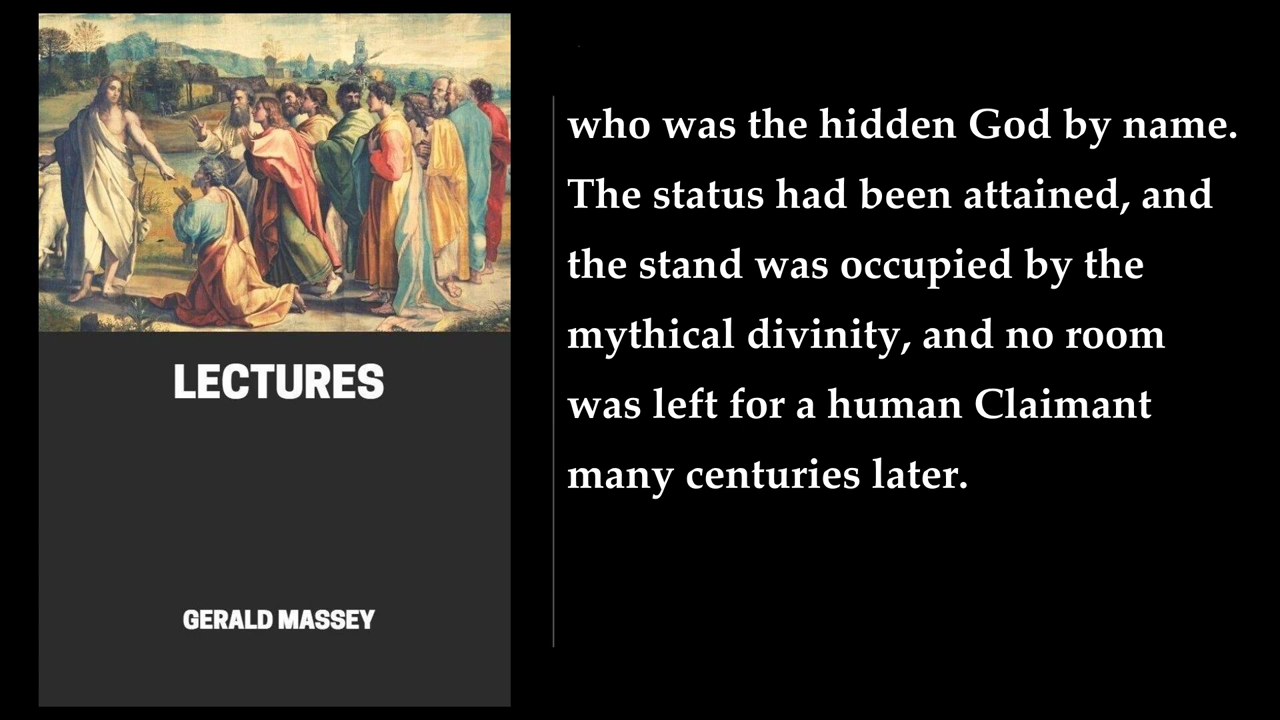 LECTURES
GERALD MASSEY
who was the hidden God by name.
The status had been attained, and
the stand was occupied by the
mythical divinity, and no room
was left for a human Claimant
many centuries later.